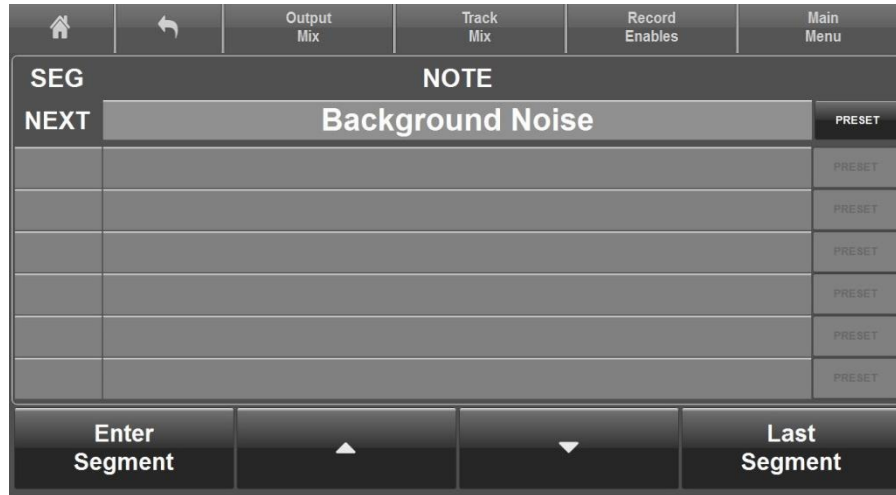 Output
Mix
Track
Mix
Record
Enables
Main
Menu
SEG NOTE
NEXT Background Noise PRESET
PRESET
PRESET
PRESET
PRESET
PRESET
PRESET
Enter
Segment
Last
Segment